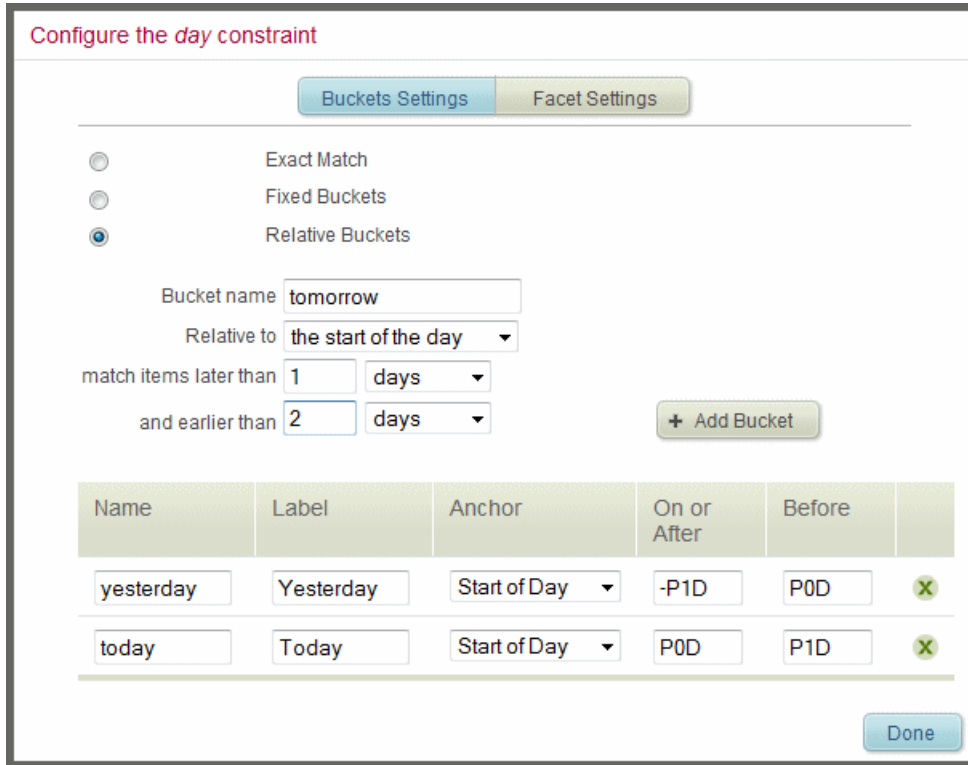 Configure the day constraint
Buckets Settings Facet Settings
Exact Match
Fixed Buckets
Relative Buckets
Bucket name tomorrow
Relative to the start of the day
match items later than 1 days
and earlier than 2 days + Add Bucket
Name Label Anchor On or After Before
yesterday Yesterday Start of Day -P1D P0D X
today Today Start of Day P0D P1D X
Done